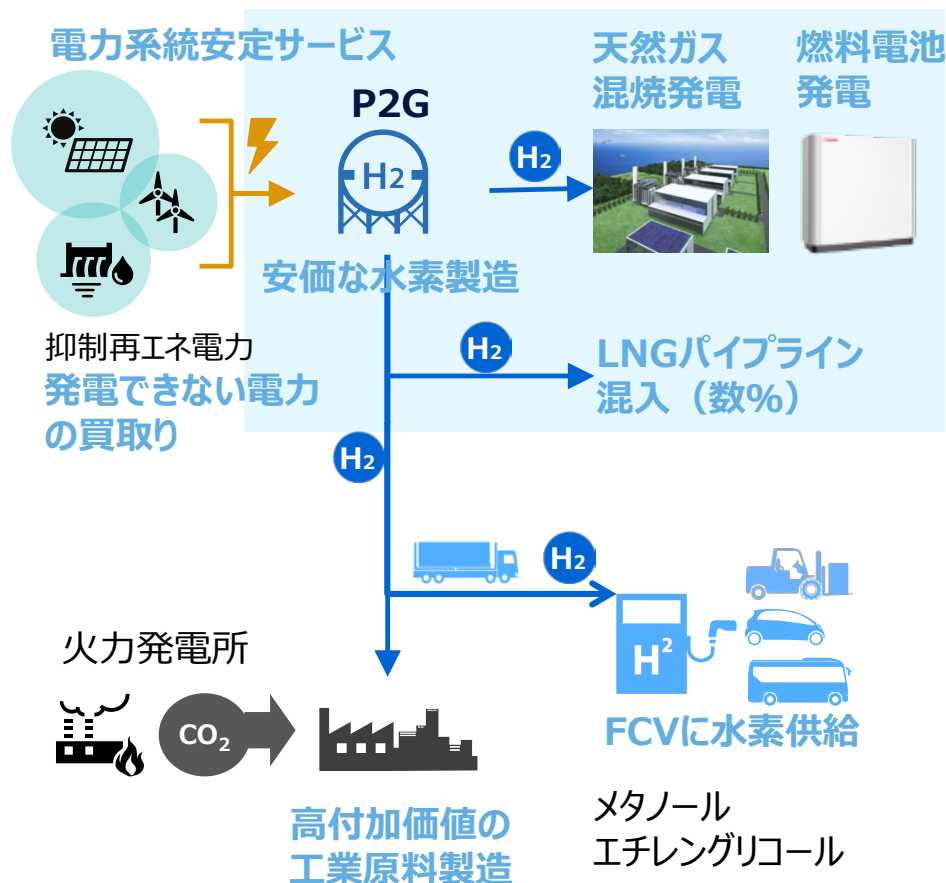 電力系統安定サービス
天然ガス
混焼発電
燃料電池
発電
P2G
H2
H2
安価な水素製造
抑制再エネ電力
発電できない電力
の買取り
H2
LNGパイプライン
混入（数%）
H2
H2
H²
火力発電所
CO₂
FCVに水素供給
高付加価値の
工業原料製造
メタノール
エチレングリコール